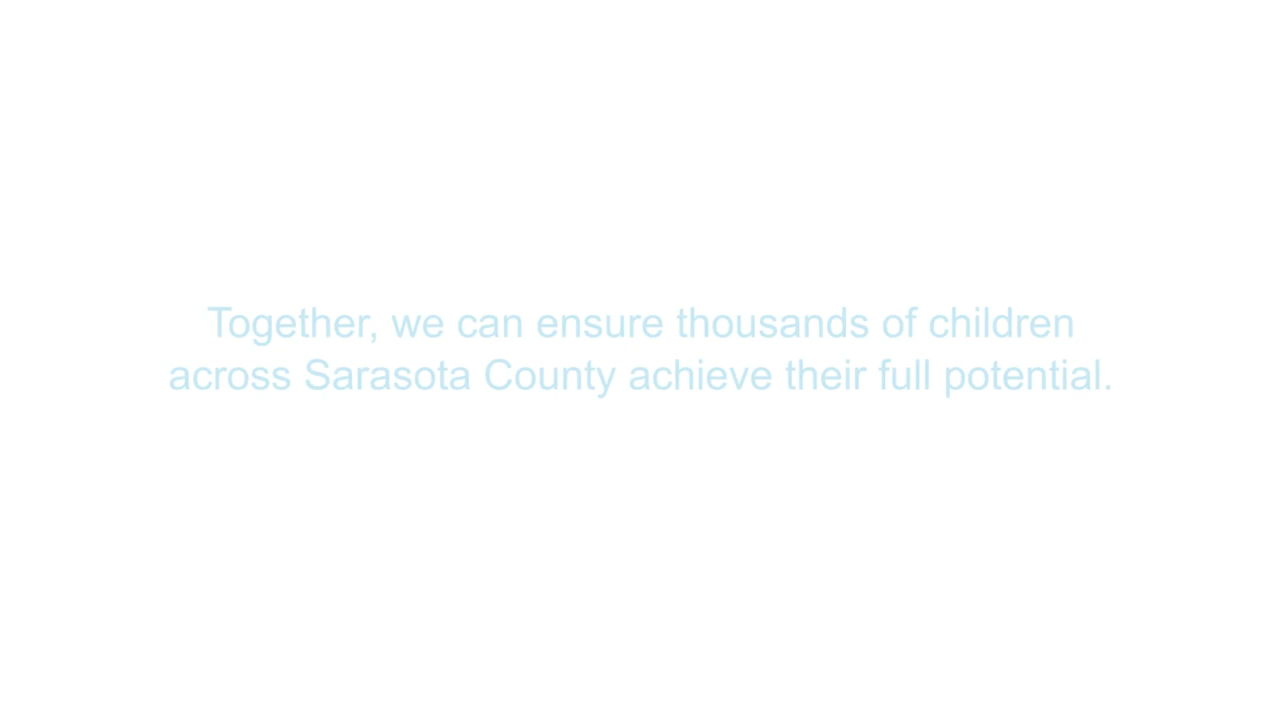 Together, we can ensure thousands of children
across Sarasota County achieve their full potential.